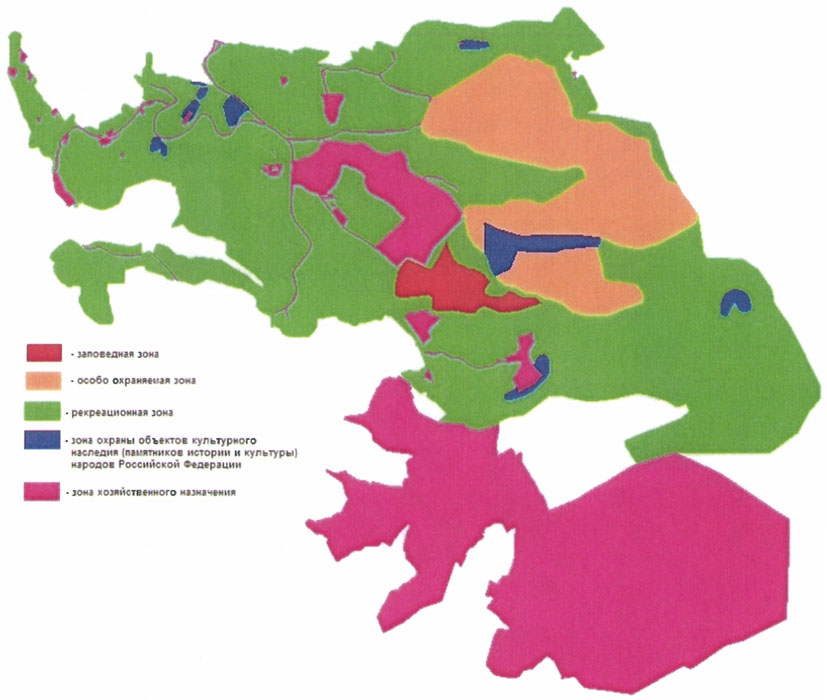 - заповедная зона
- особо охраняемая зона
- рекреационная зона
- зона охраны объектов культурного
наследия (памятников истории и культуры)
народов Российской Федерации
- зона хозяйственного назначения